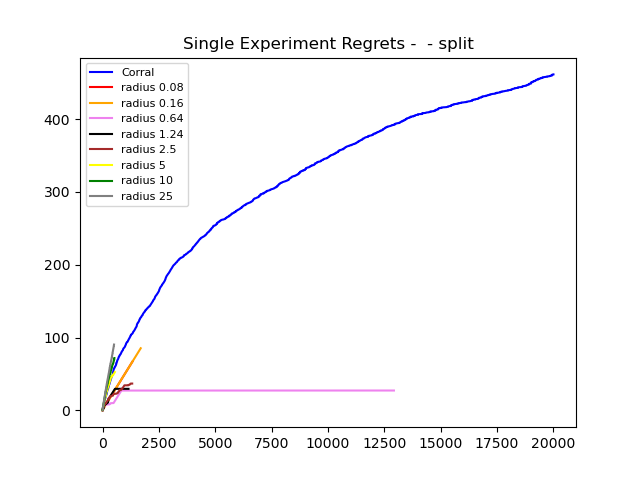 Single Experiment Regrets -  - split
Corral
radius 0.08
radius 0.16
radius 0.64
radius 1.24
radius 2.5
radius 5
radius 10
radius 25
400
300
200
100
0
0 2500 5000 7500 10000 12500 15000 17500 20000